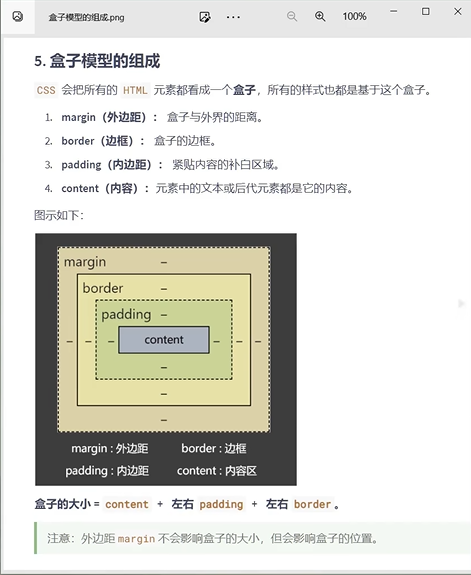 盒子模型的组成.png
100%
5. 盒子模型的组成
CSS 会把所有的 HTML 元素都看成一个盒子，所有的样式也都是基于这个盒子。
1. margin（外边距）： 盒子与外界的距离。
2. border（边框）： 盒子的边框。
3. padding（内边距）： 紧贴内容的补白区域。
4. content（内容）：元素中的文本或后代元素都是它的内容。
图示如下：
margin –
border –
padding –
– – – content – – –
–
–
–
margin : 外边距 border : 边框
padding : 内边距 content : 内容区
盒子的大小 = content + 左右 padding + 左右 border 。
注意：外边距 margin 不会影响盒子的大小，但会影响盒子的位置。